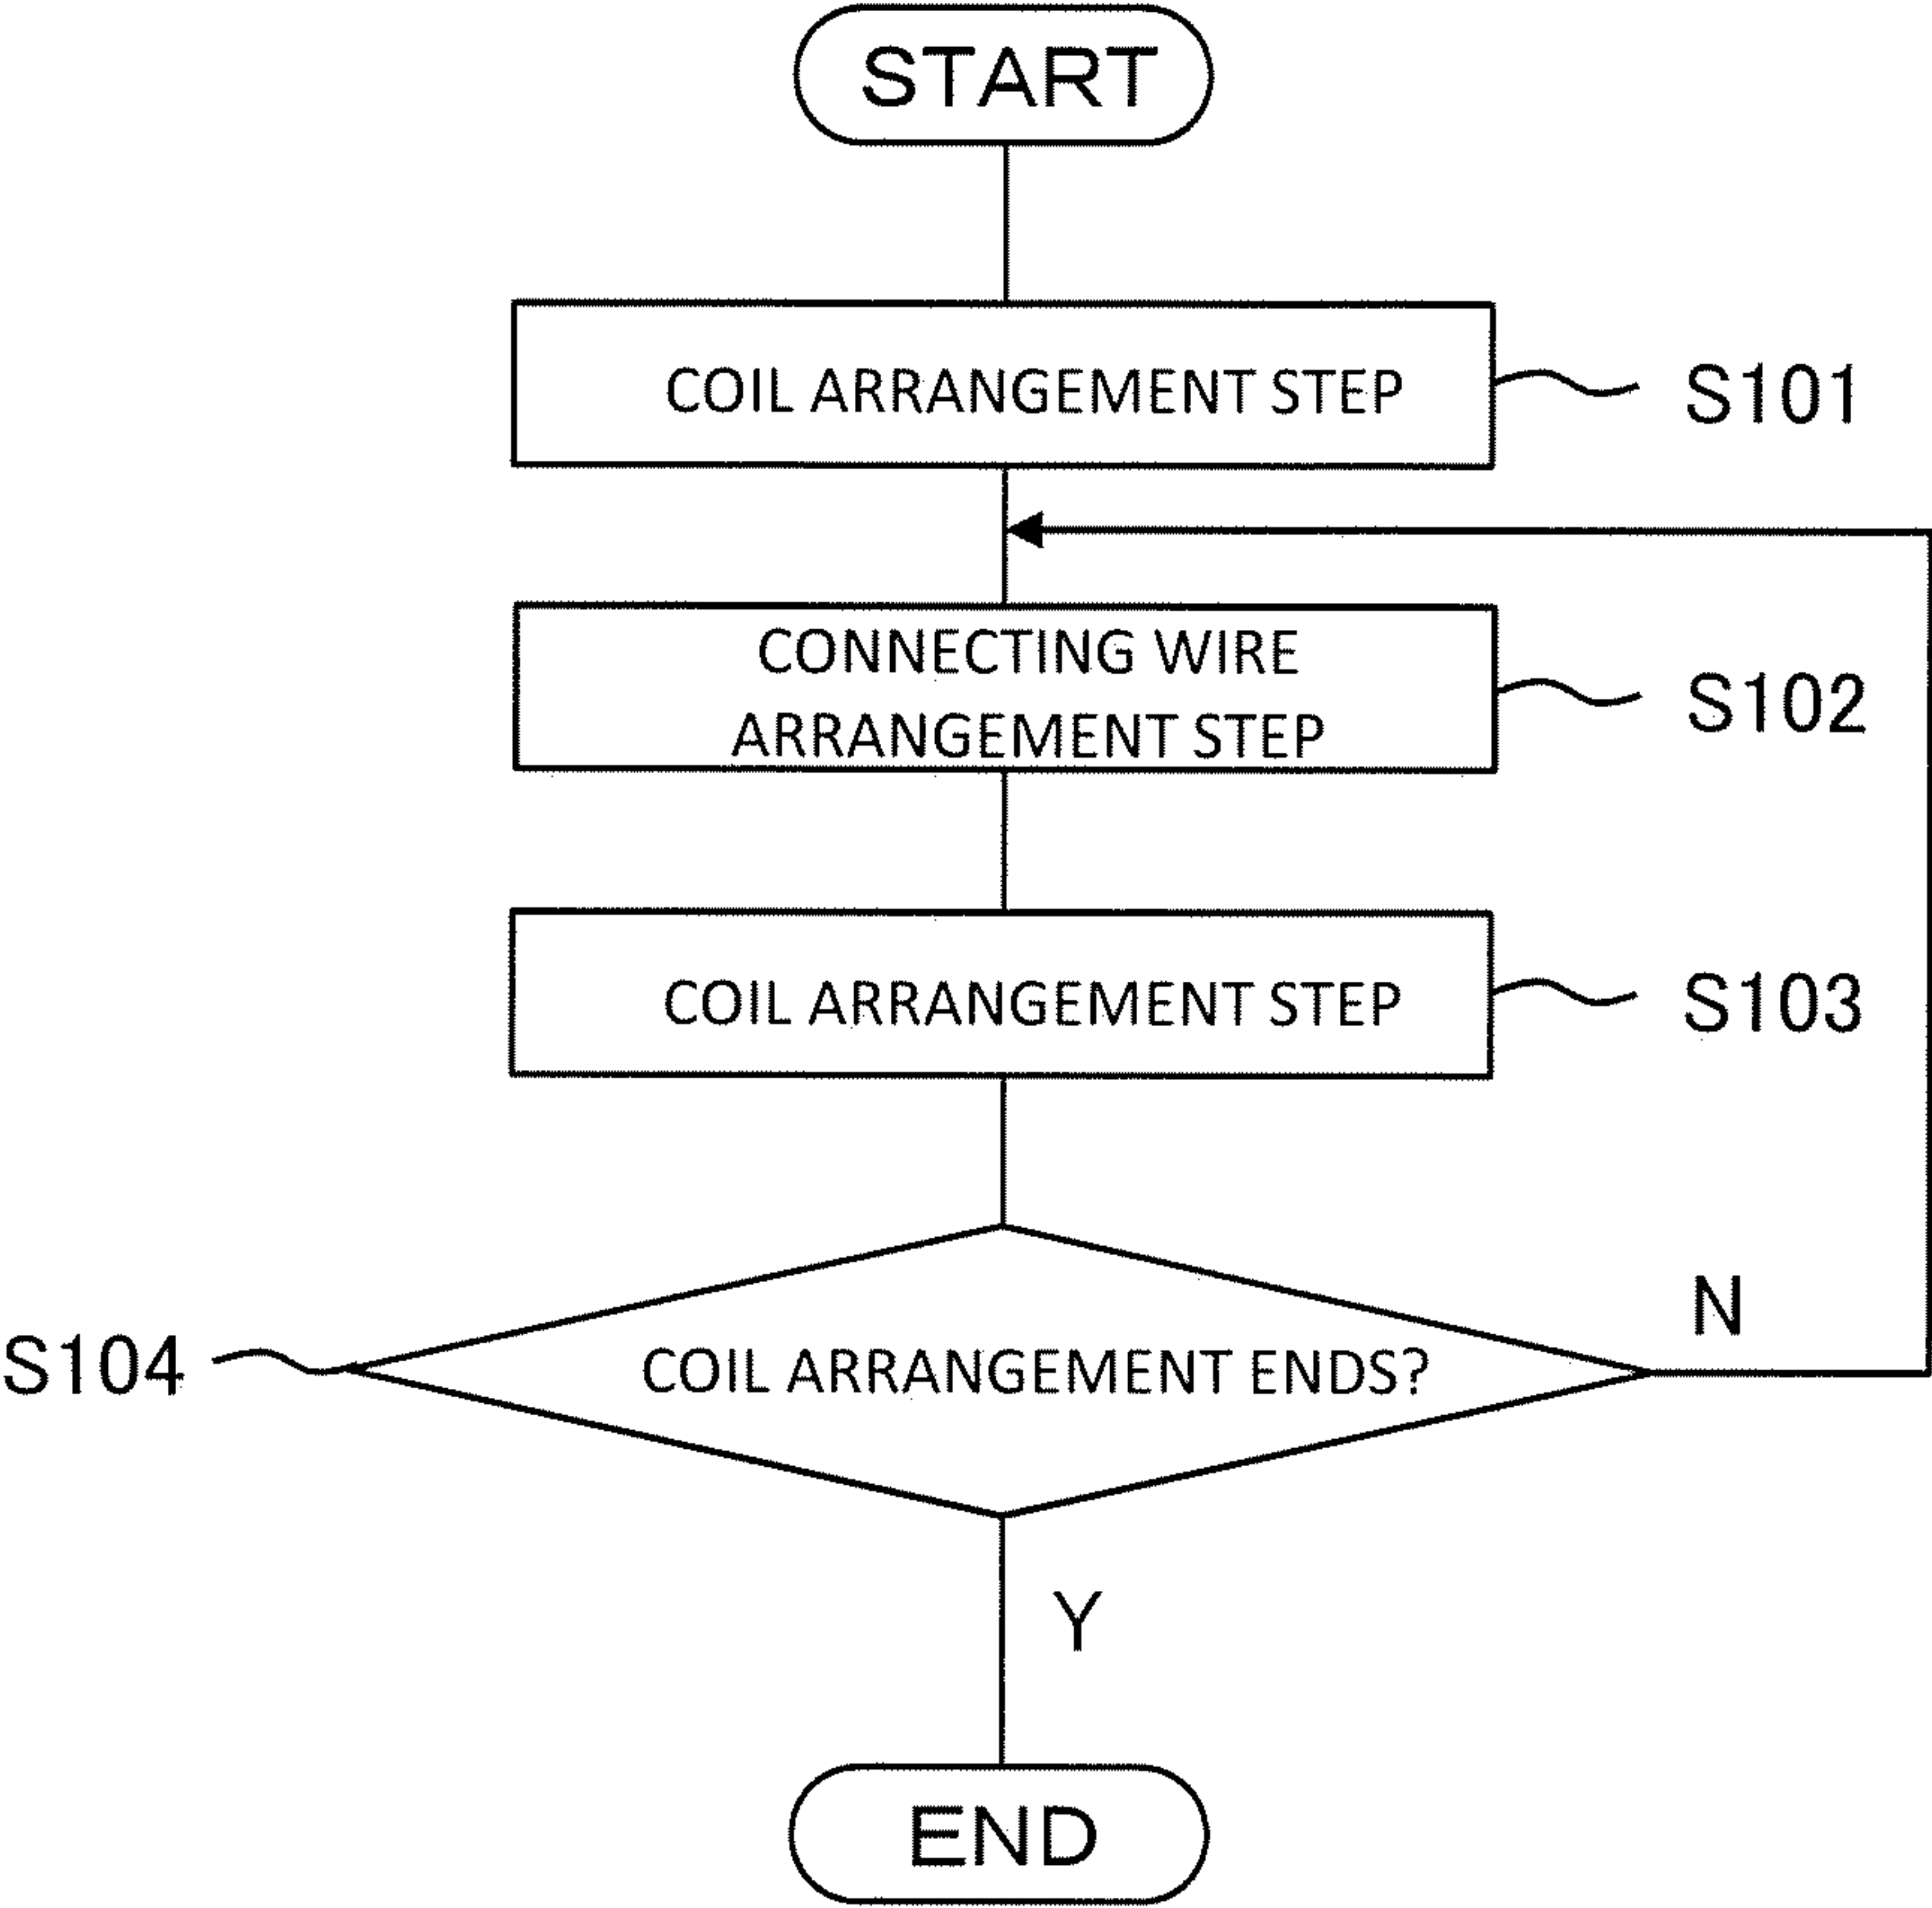 START
COIL ARRANGEMENT STEP
S101
CONNECTING WIRE
ARRANGEMENT STEP
S102
COIL ARRANGEMENT STEP
S103
N
S104
COIL ARRANGEMENT ENDS?
Y
END